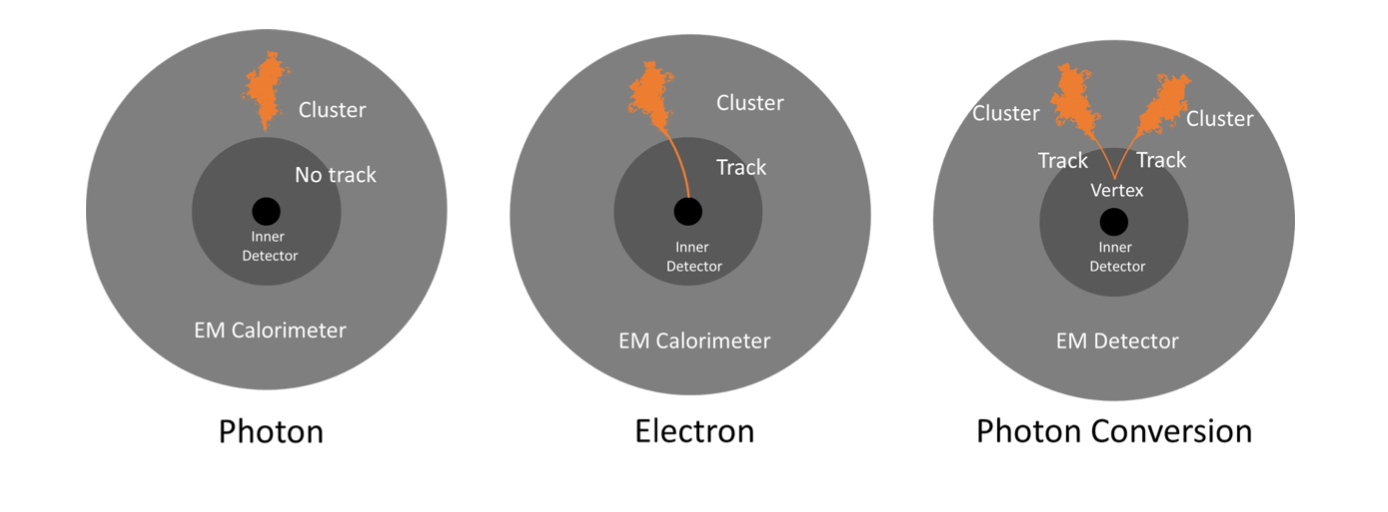 Cluster
No track
Inner
Detector
EM Calorimeter
Photon
Cluster
Track
Inner
Detector
EM Calorimeter
Electron
Cluster
Cluster
Track
Track
Vertex
Inner
Detector
EM Detector
Photon Conversion